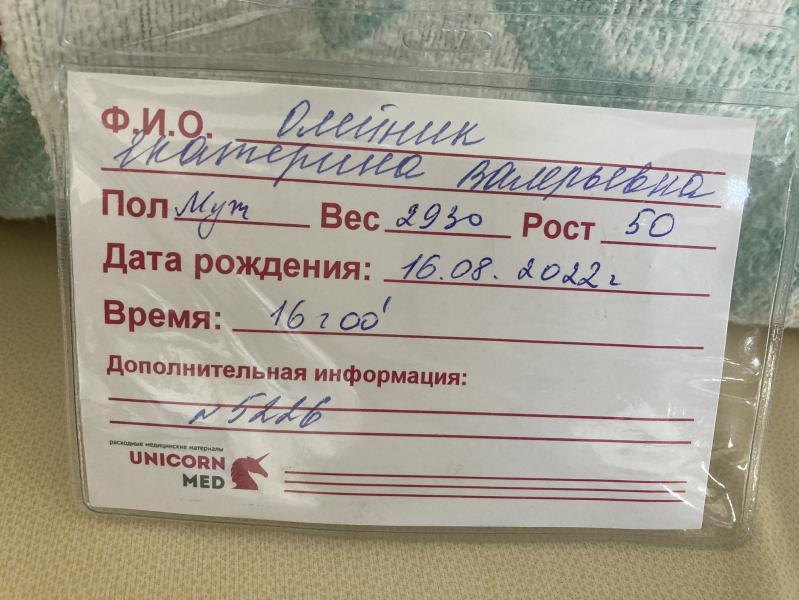 Ф.И.О. Олейник
Екатерина Валерьевна
Пол Муж Вес 2930 Рост 50
Дата рождения: 16.08.2022г
Время: 16 г 00'
Дополнительная информация:
№5226
расходные медицинские материалы
UNICORN
MED